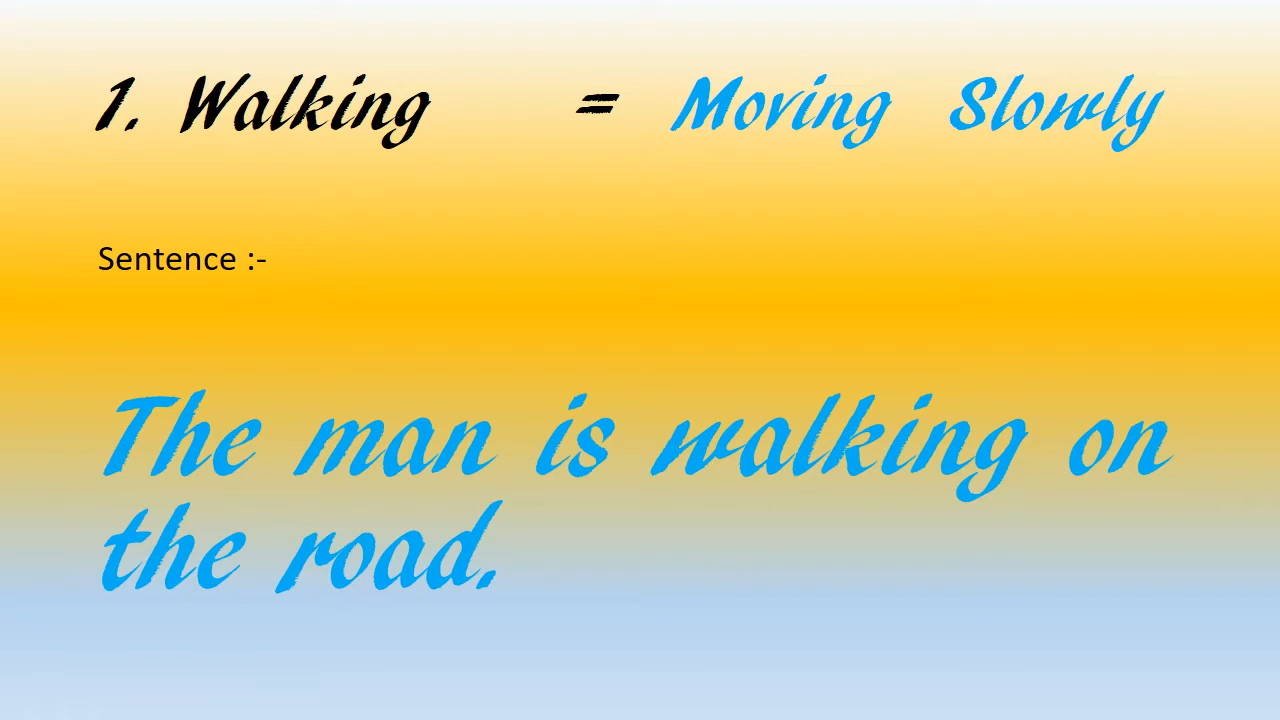 1. Walking = Moving Slowly
Sentence :-
The man is walking on
the road.